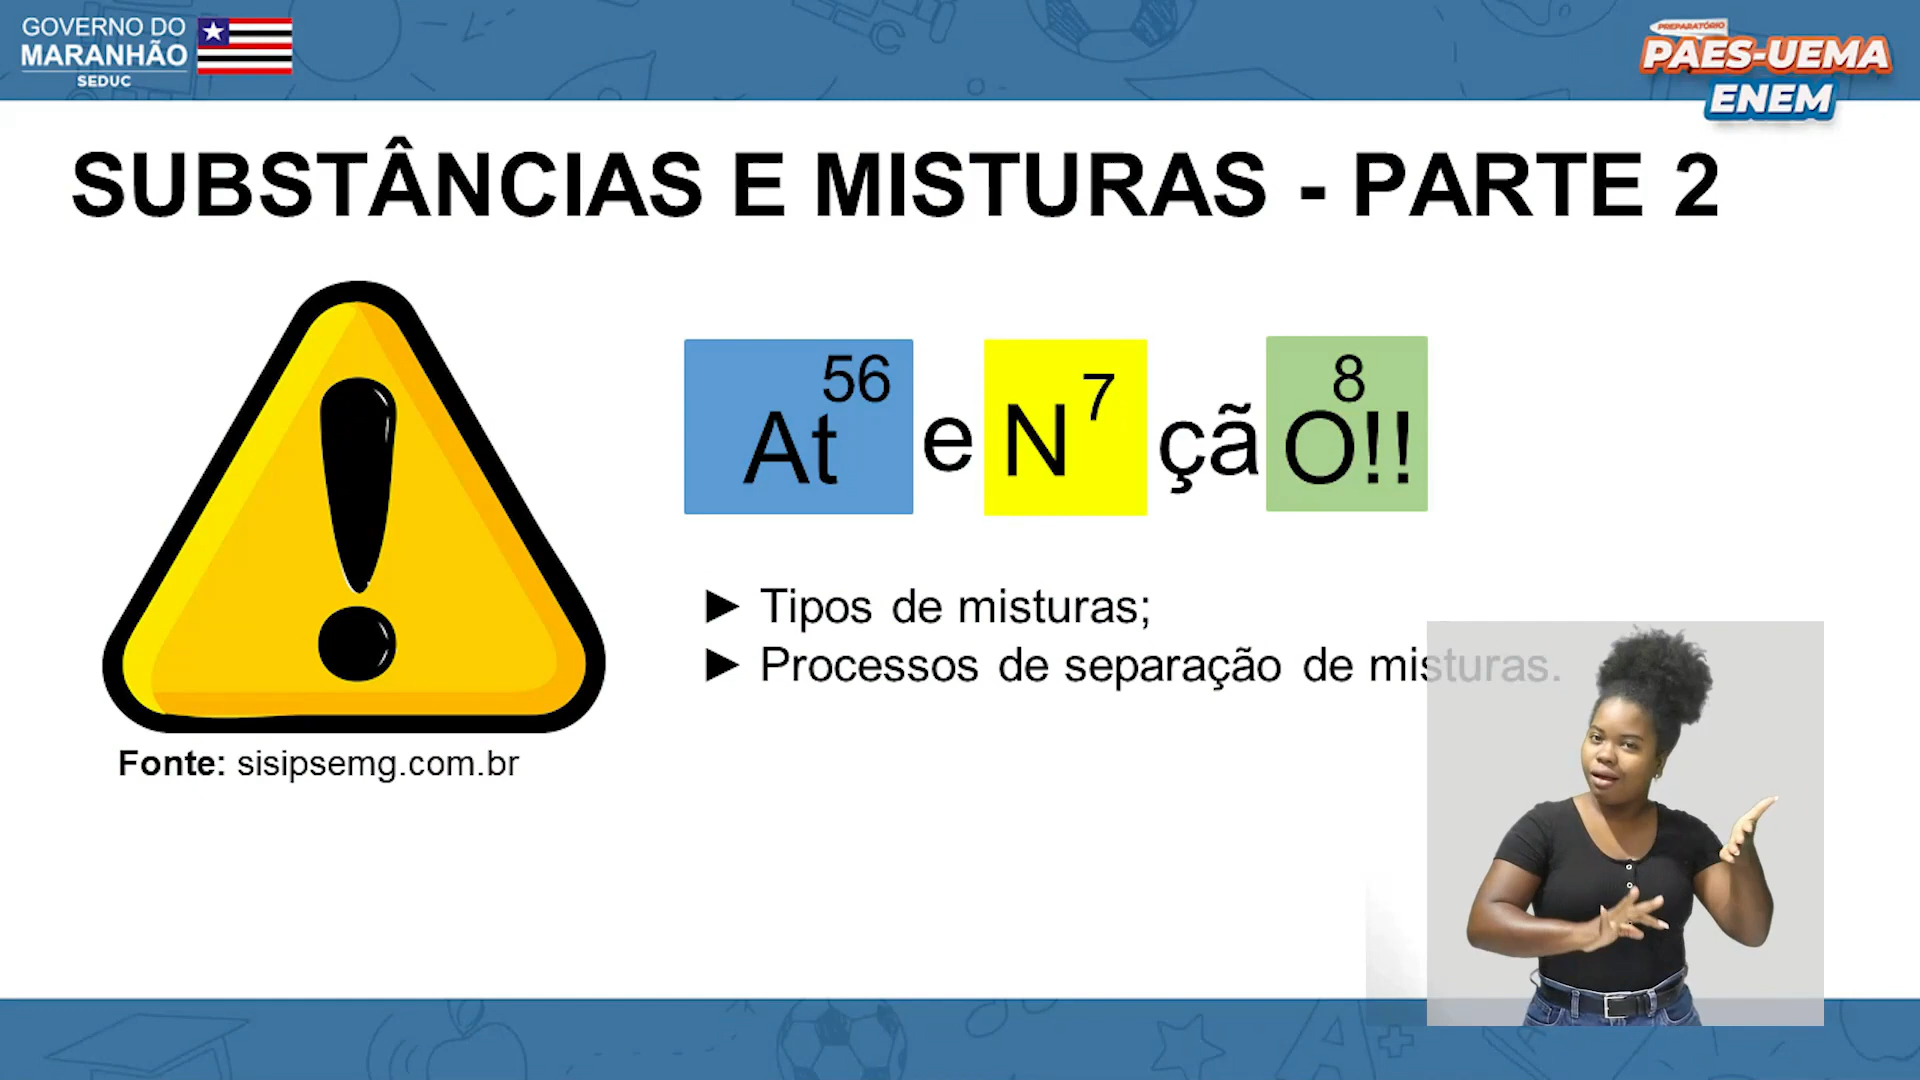 GOVERNO DO
MARANHÃO
SEDUC
PREPARATÓRIO
PAES-UEMA
ENEM
SUBSTÂNCIAS E MISTURAS - PARTE 2
At 56 e N 7 çã O!! 8
► Tipos de misturas;
► Processos de separação de misturas.
Fonte: sisipsemg.com.br